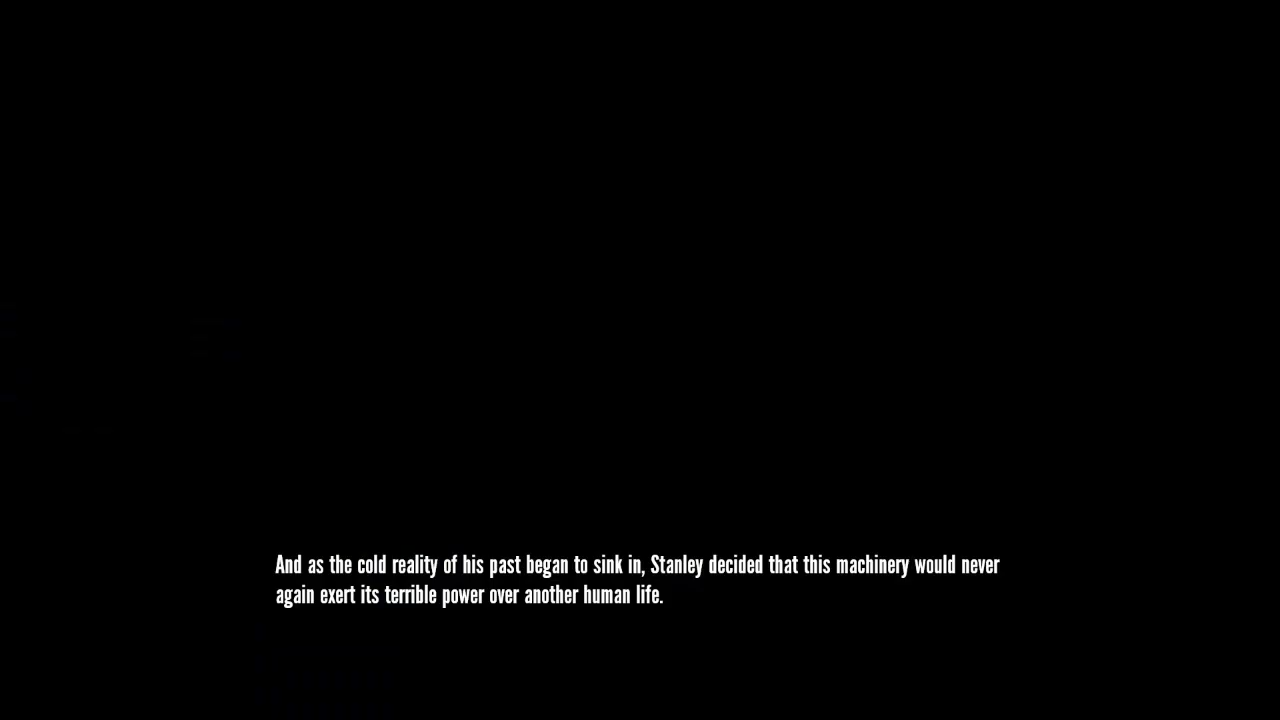 And as the cold reality of his past began to sink in, Stanley decided that this machinery would never
again exert its terrible power over another human life.